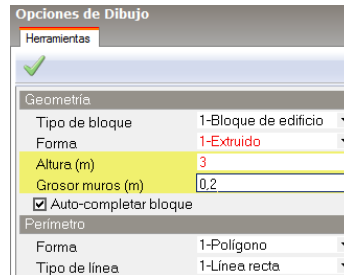 Opciones de Dibujo
Herramientas
Geometría
Tipo de bloque 1-Bloque de edificio
Forma 1-Extruido
Altura (m) 3
Grosor muros (m) 0,2
Auto-completar bloque
Perímetro
Forma 1-Polígono
Tipo de línea 1-Línea recta